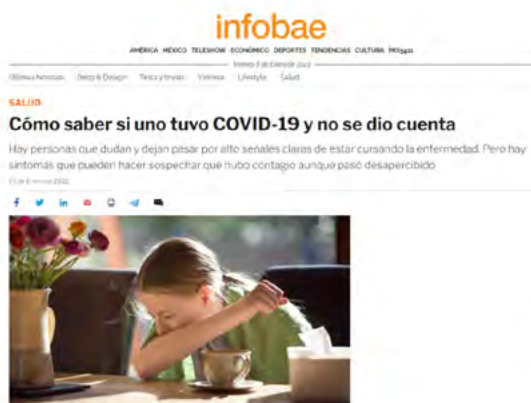 infobae
AMÉRICA MÉXICO TELESHOW ECONÓMICO DEPORTES TENDENCIAS CULTURA
Últimas Noticias Deco & Design Virales Lifestyle Salud
SALUD
Cómo saber si uno tuvo COVID-19 y no se dio cuenta
Hay personas que dudan y dejan pasar por alto señales claras de estar cursando la enfermedad. Pero hay
síntomas que pueden hacer sospechar que hubo contagio aunque pasó desapercibido